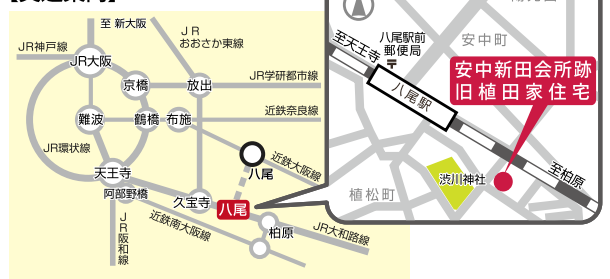 至 新大阪
JR
おおさか東線
JR神戸線
JR大阪
京橋
放出
JR学研都市線
近鉄奈良線
難波
鶴橋
布施
JR環状線
近鉄大阪線
八尾
天王寺
阿部野橋
久宝寺
八尾
JR阪和線
近鉄南大阪線
柏原
JR大和路線
至天王寺
八尾駅前
郵便局
安中町
安中新田会所跡
旧植田家住宅
八尾駅
至柏原
渋川神社
植松町